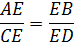 AE/CE = EB/ED